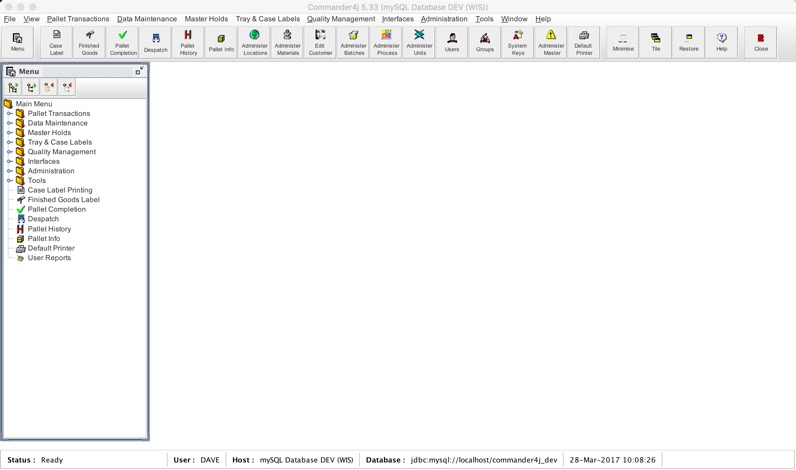 Commander4j 5.33 (mySQL Database DEV (WIS))
File View Pallet Transactions Data Maintenance Master Holds Tray & Case Labels Quality Management Interfaces Administration Tools Window Help
Menu Case Label Finished Goods Pallet Completion Despatch Pallet History Pallet Info Administer Locations Administer Materials Edit Customer Administer Batches Administer Process Administer Units Users Groups System Keys Administer Master Default Printer Minimise Tile Restore Help Close
Menu
Main Menu
Pallet Transactions
Data Maintenance
Master Holds
Tray & Case Labels
Quality Management
Interfaces
Administration
Tools
Case Label Printing
Finished Goods Label
Pallet Completion
Despatch
Pallet History
Pallet Info
Default Printer
User Reports
Status : Ready User : DAVE Host : mySQL Database DEV (WIS) Database : jdbc:mysql://localhost/commander4j_dev 28-Mar-2017 10:08:26